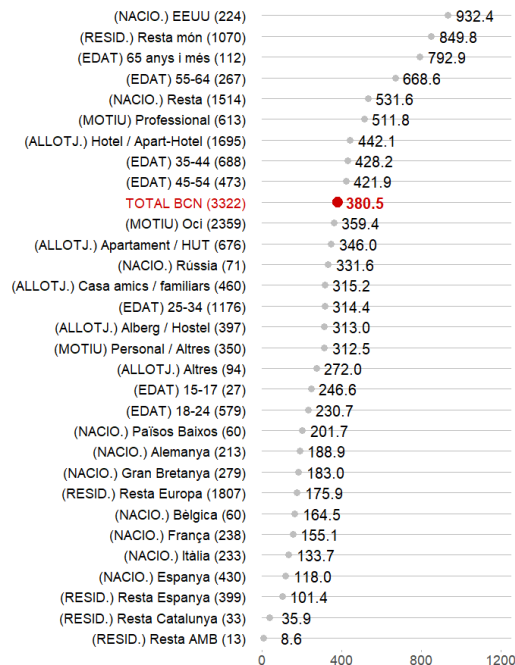 (NACIO.) EEUU (224) 932.4
(RESID.) Resta món (1070) 849.8
(EDAT) 65 anys i més (112) 792.9
(EDAT) 55-64 (267) 668.6
(NACIO.) Resta (1514) 531.6
(MOTIU) Professional (613) 511.8
(ALLOTJ.) Hotel / Apart-Hotel (1695) 442.1
(EDAT) 35-44 (688) 428.2
(EDAT) 45-54 (473) 421.9
TOTAL BCN (3322) 380.5
(MOTIU) Oci (2359) 359.4
(ALLOTJ.) Apartament / HUT (676) 346.0
(NACIO.) Rússia (71) 331.6
(ALLOTJ.) Casa amics / familiars (460) 315.2
(EDAT) 25-34 (1176) 314.4
(ALLOTJ.) Alberg / Hostel (397) 313.0
(MOTIU) Personal / Altres (350) 312.5
(ALLOTJ.) Altres (94) 272.0
(EDAT) 15-17 (27) 246.6
(EDAT) 18-24 (579) 230.7
(NACIO.) Països Baixos (60) 201.7
(NACIO.) Alemanya (213) 188.9
(NACIO.) Gran Bretanya (279) 183.0
(RESID.) Resta Europa (1807) 175.9
(NACIO.) Bèlgica (60) 164.5
(NACIO.) França (238) 155.1
(NACIO.) Itàlia (233) 133.7
(NACIO.) Espanya (430) 118.0
(RESID.) Resta Espanya (399) 101.4
(RESID.) Resta Catalunya (33) 35.9
(RESID.) Resta AMB (13) 8.6
0 400 800 1200